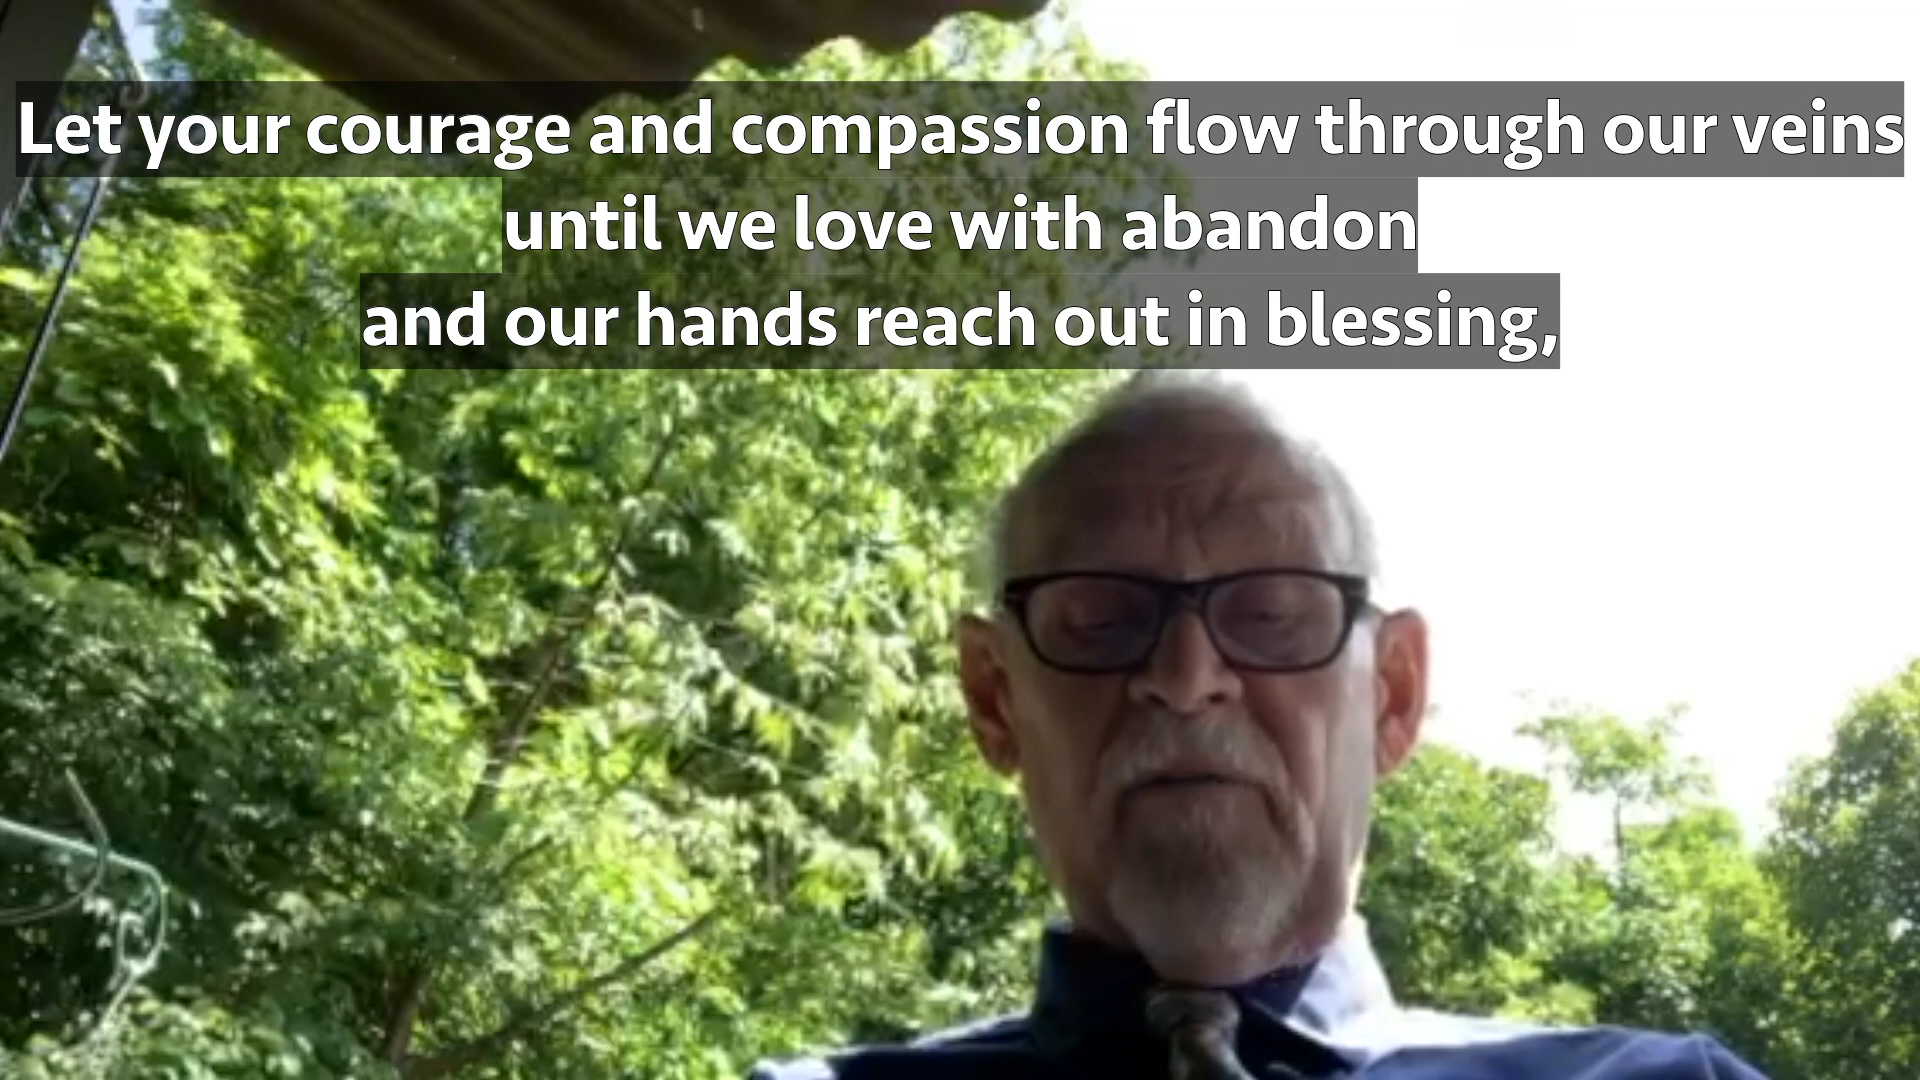 Let your courage and compassion flow through our veins
until we love with abandon
and our hands reach out in blessing,